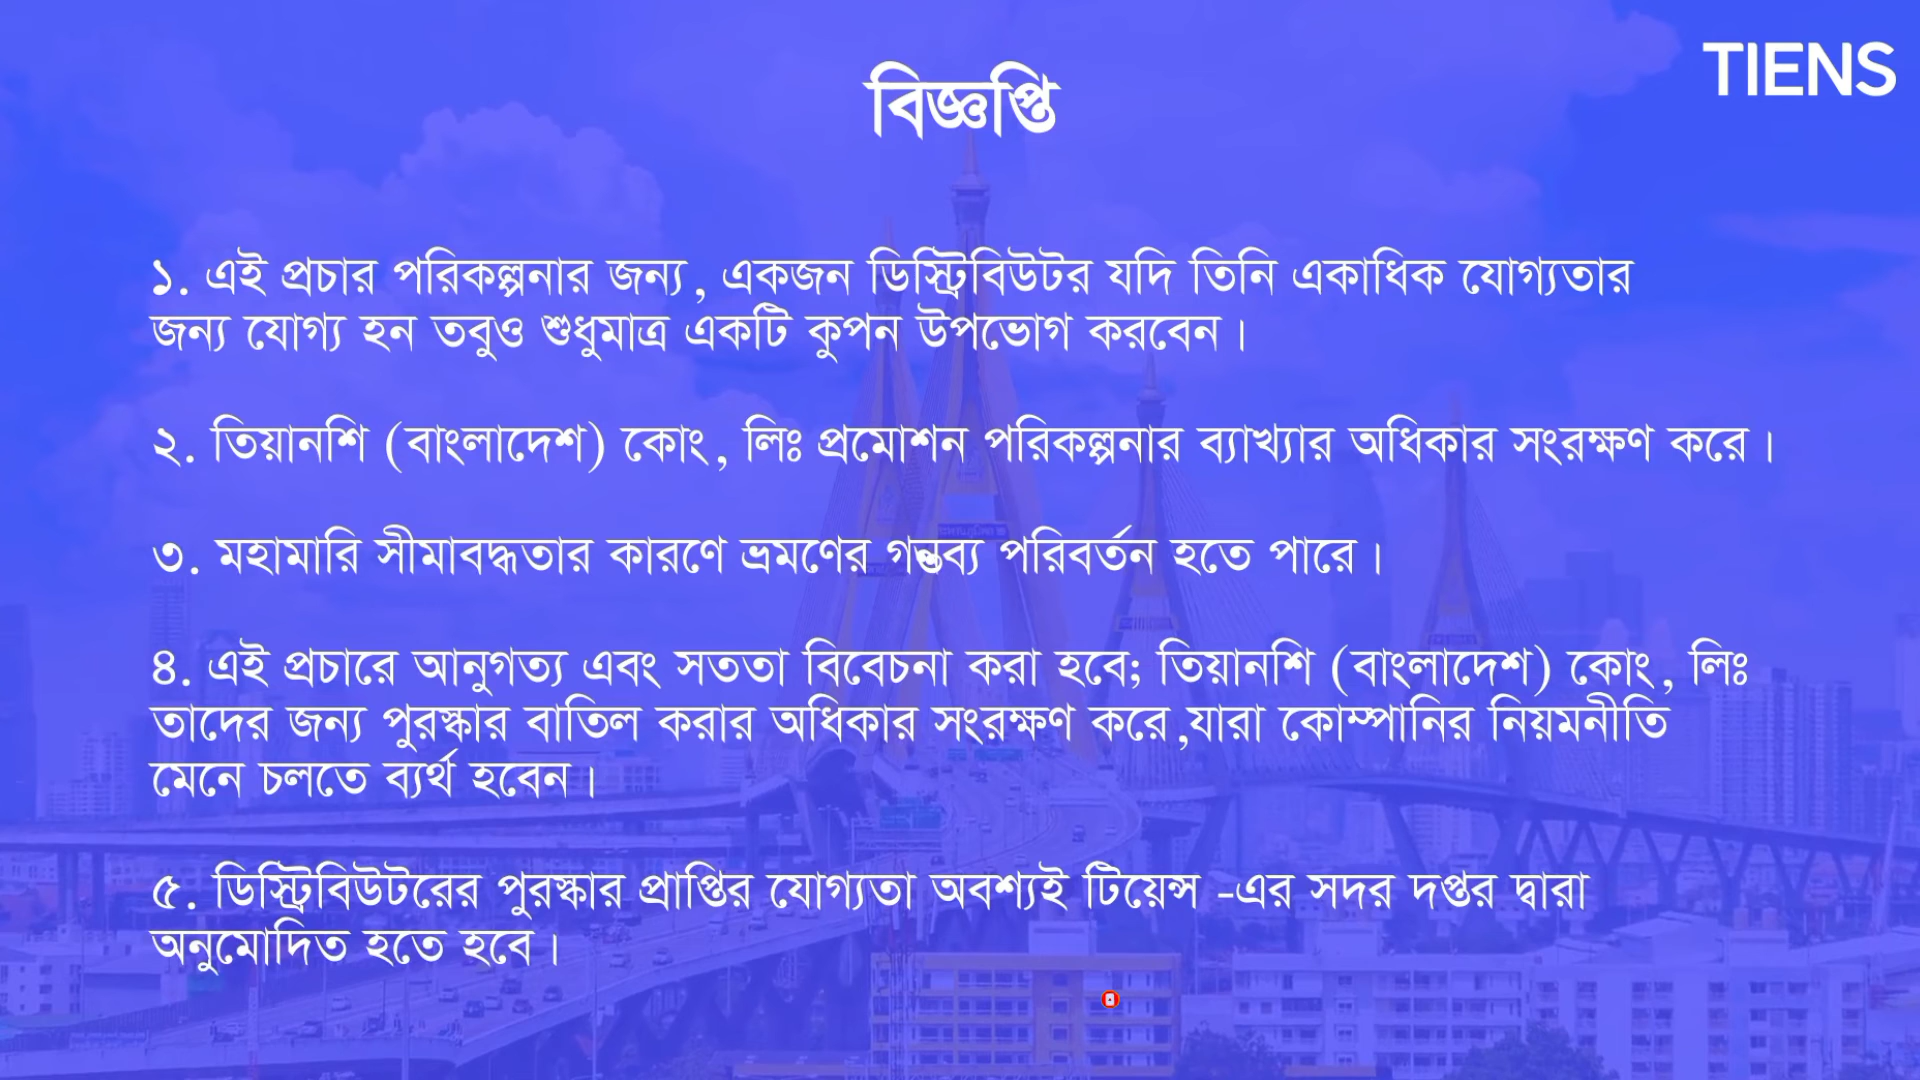 TIENS
বিজ্ঞপ্তি
১. এই প্রচার পরিকল্পনার জন্য, একজন ডিস্ট্রিবিউটর যদি তিনি একাধিক যোগ্যতার
জন্য যোগ্য হন তবুও শুধুমাত্র একটি কুপন উপভোগ করবেন।
২. তিয়ানশি (বাংলাদেশ) কোং, লিঃ প্রমোশন পরিকল্পনার ব্যাখ্যার অধিকার সংরক্ষণ করে।
৩. মহামারি সীমাবদ্ধতার কারণে ভ্রমণের গন্তব্য পরিবর্তন হতে পারে।
৪. এই প্রচারে আনুগত্য এবং সততা বিবেচনা করা হবে; তিয়ানশি (বাংলাদেশ) কোং, লিঃ
তাদের জন্য পুরস্কার বাতিল করার অধিকার সংরক্ষণ করে,যারা কোম্পানির নিয়মনীতি
মেনে চলতে ব্যর্থ হবেন।
৫. ডিস্ট্রিবিউটরের পুরস্কার প্রাপ্তির যোগ্যতা অবশ্যই টিয়েন্স -এর সদর দপ্তর দ্বারা
অনুমোদিত হতে হবে।